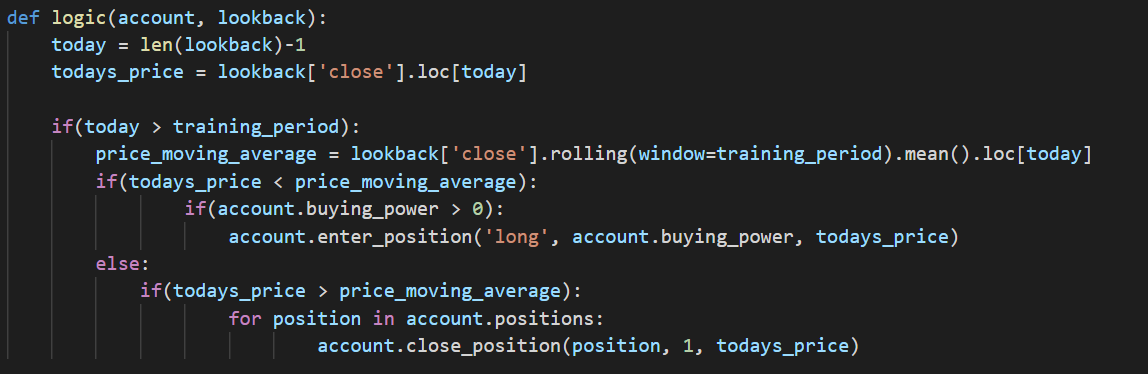 def logic(account, lookback):
    today = len(lookback)-1
    todays_price = lookback['close'].loc[today]

    if(today > training_period):
        price_moving_average = lookback['close'].rolling(window=training_period).mean().loc[today]
        if(todays_price < price_moving_average):
                if(account.buying_power > 0):
                    account.enter_position('long', account.buying_power, todays_price)
        else:
            if(todays_price > price_moving_average):
                    for position in account.positions:
                            account.close_position(position, 1, todays_price)